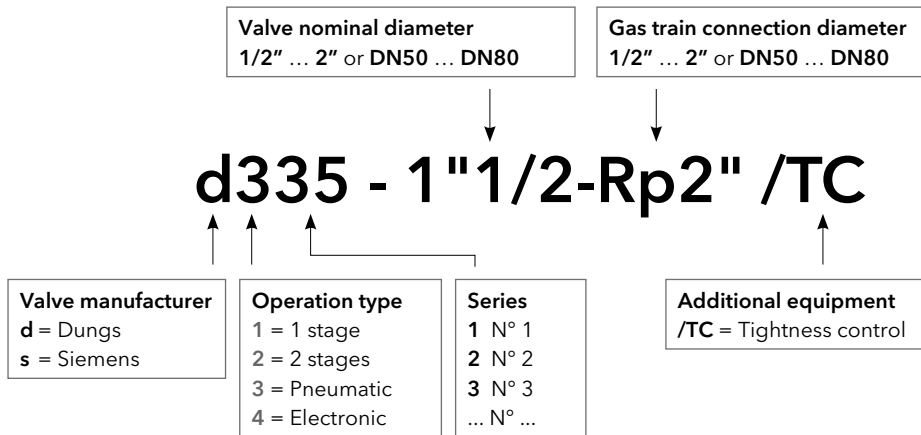 Valve nominal diameter
1/2” … 2” or DN50 … DN80
Gas train connection diameter
1/2” … 2” or DN50 … DN80
d335 - 1"1/2-Rp2" /TC
Valve manufacturer
d = Dungs
s = Siemens
Operation type
1 = 1 stage
2 = 2 stages
3 = Pneumatic
4 = Electronic
Series
1 N° 1
2 N° 2
3 N° 3
... N° ...
Additional equipment
/TC = Tightness control